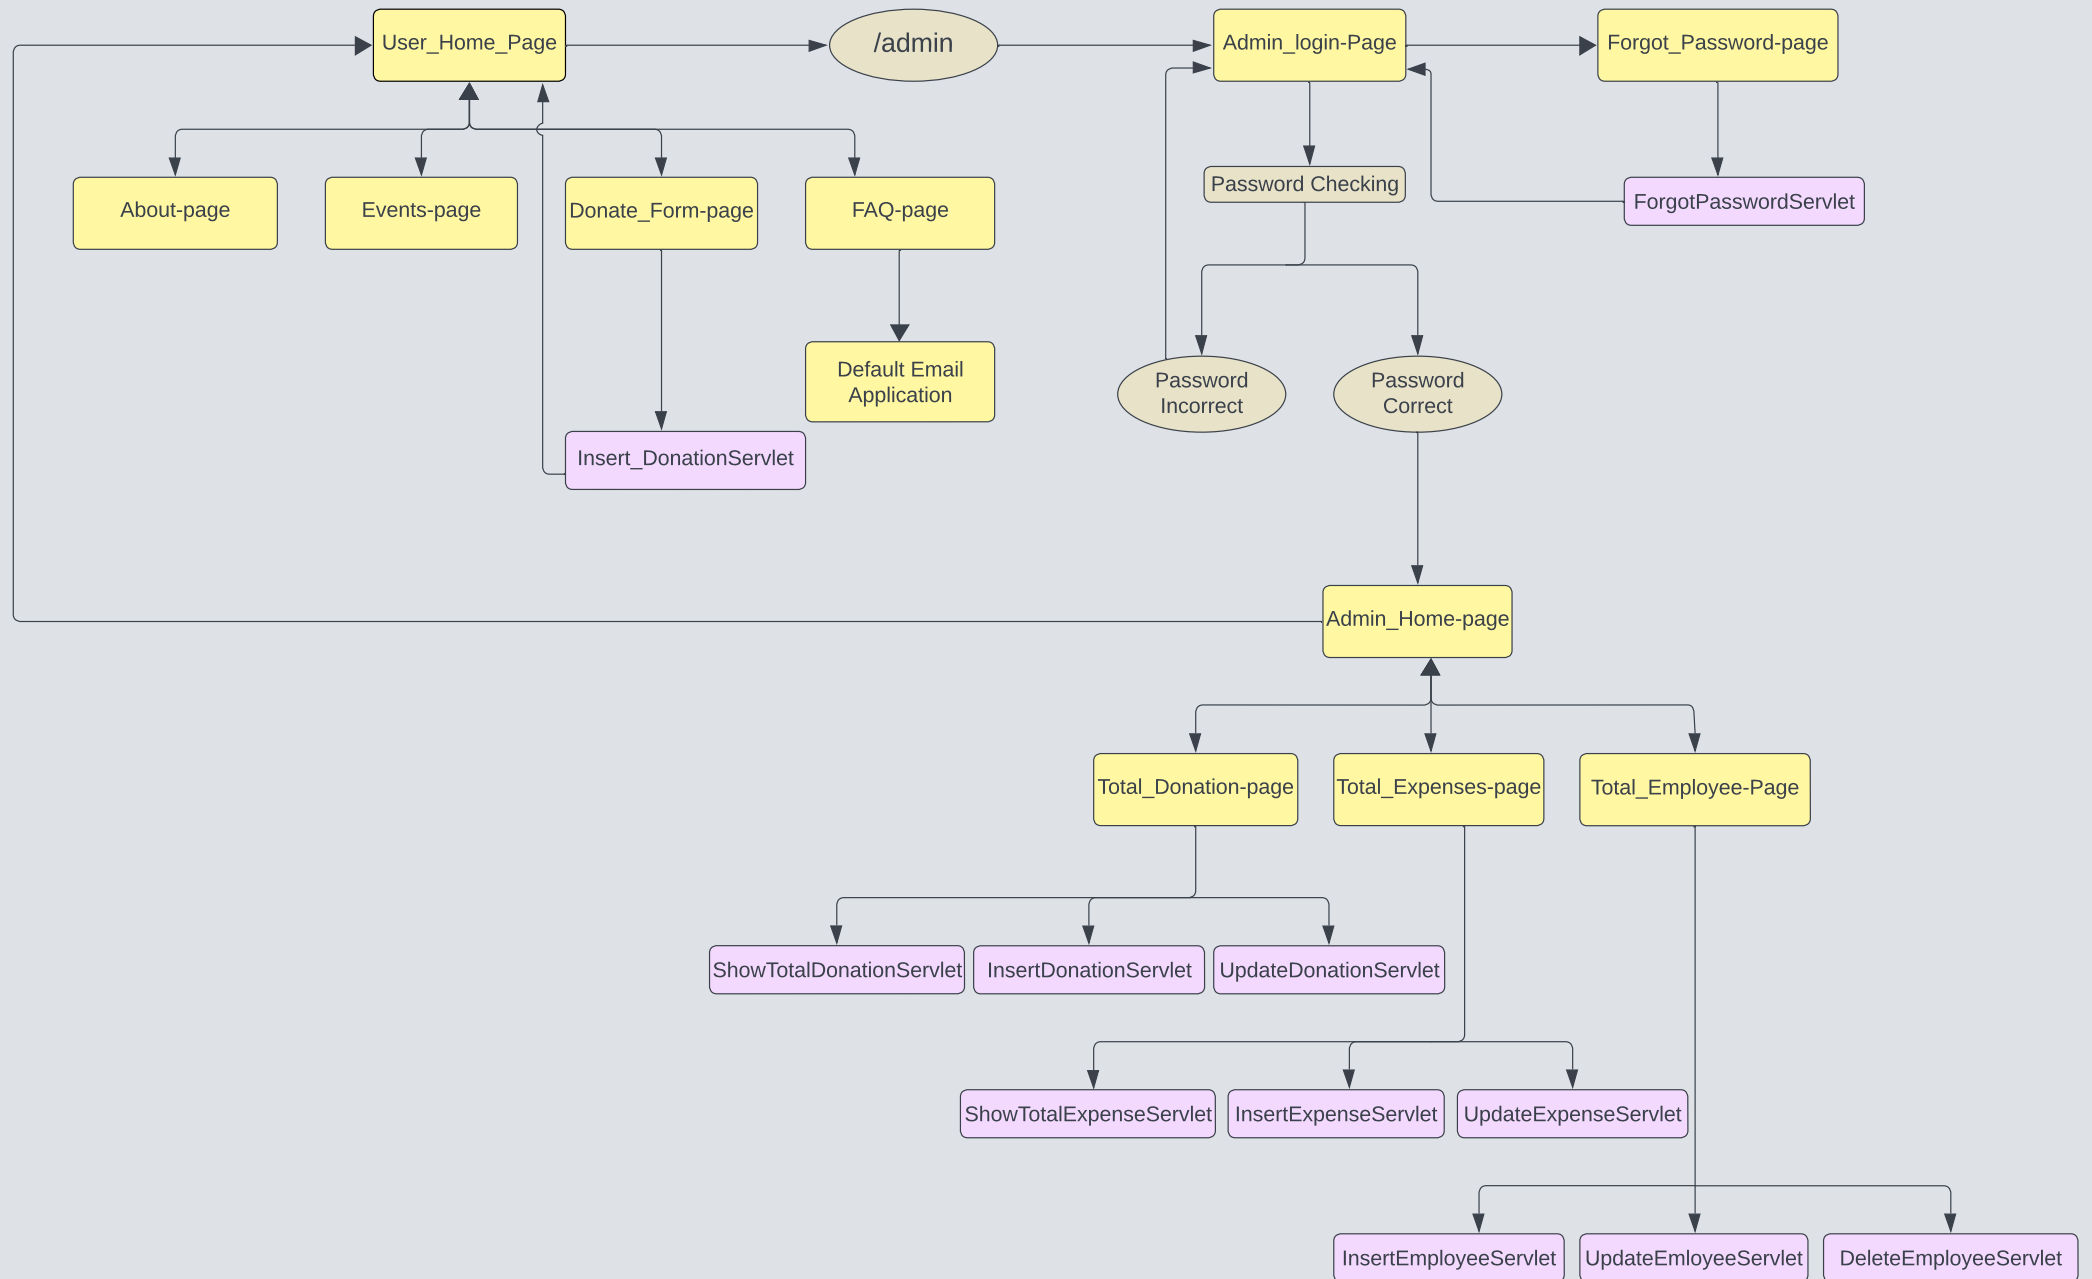 User_Home_Page
/admin
Admin_login-Page
Forgot_Password-page
Password Checking
ForgotPasswordServlet
About-page
Events-page
Donate_Form-page
FAQ-page
Default Email
Application
Password
Incorrect
Password
Correct
Insert_DonationServlet
Admin_Home-page
Total_Donation-page
Total_Expenses-page
Total_Employee-Page
ShowTotalDonationServlet
InsertDonationServlet
UpdateDonationServlet
ShowTotalExpenseServlet
InsertExpenseServlet
UpdateExpenseServlet
InsertEmployeeServlet
UpdateEmloyeeServlet
DeleteEmployeeServlet